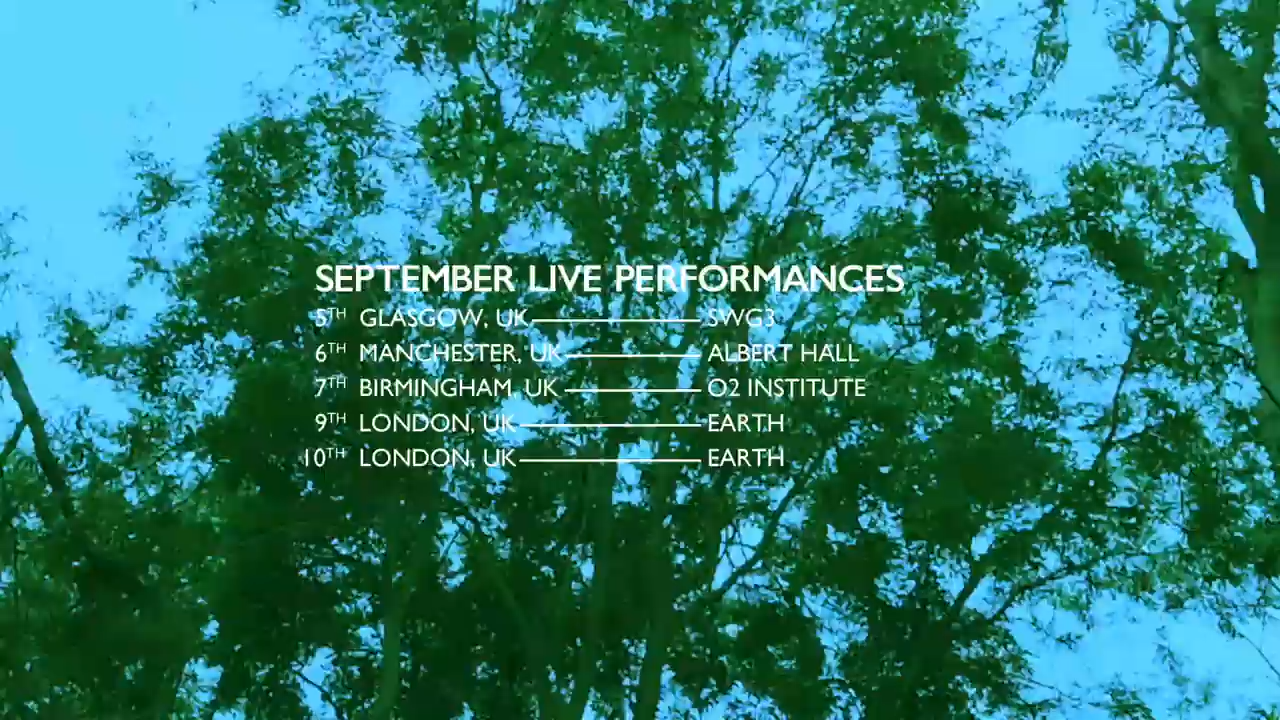 SEPTEMBER LIVE PERFORMANCES
5TH GLASGOW, UK SWG3
6TH MANCHESTER, UK ALBERT HALL
7TH BIRMINGHAM, UK O2 INSTITUTE
9TH LONDON, UK EARTH
10TH LONDON, UK EARTH